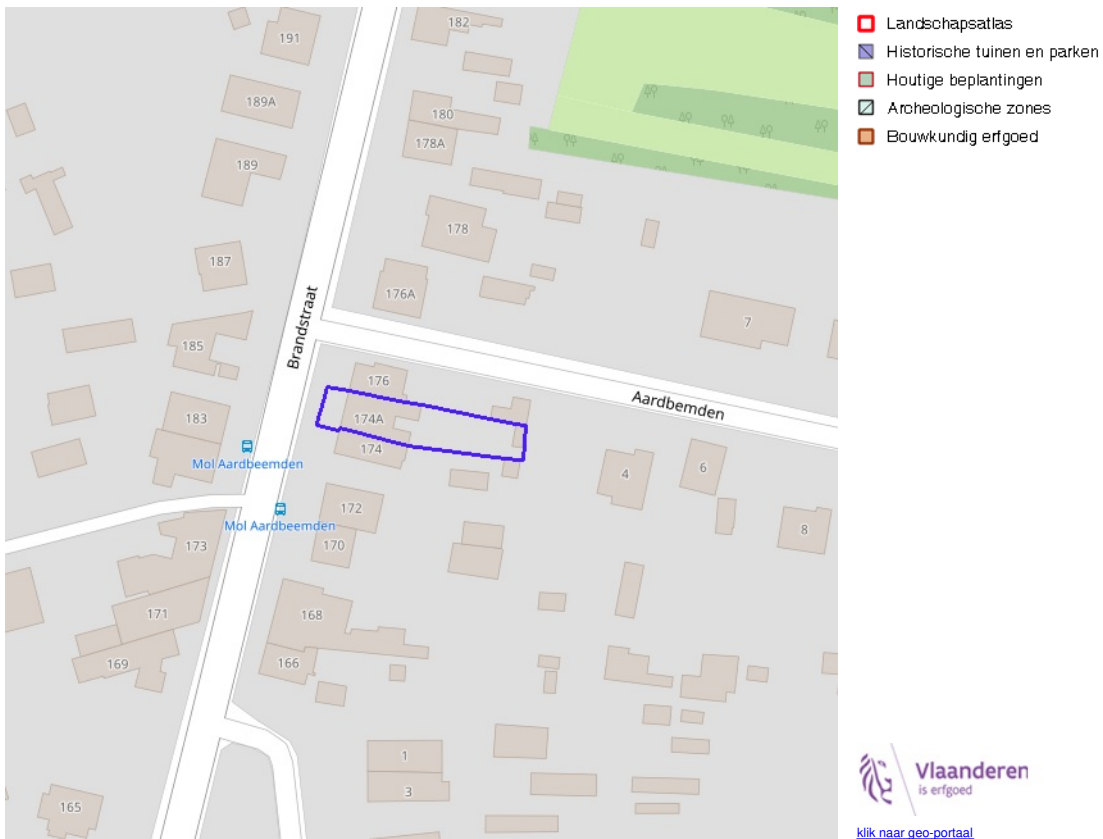 191
182
189A
180
178A
189
178
187
176A
7
185
Brandstraat
176
Aardbemden
174A
183
174
Mol Aardbeemden
4
6
172
Mol Aardbeemden
8
173
170
171
168
169
166
1
3
165
Landschapsatlas
Historische tuinen en parken
Houtige beplantingen
Archeologische zones
Bouwkundig erfgoed
Vlaanderen
is erfgoed
klik naar geo-portaal